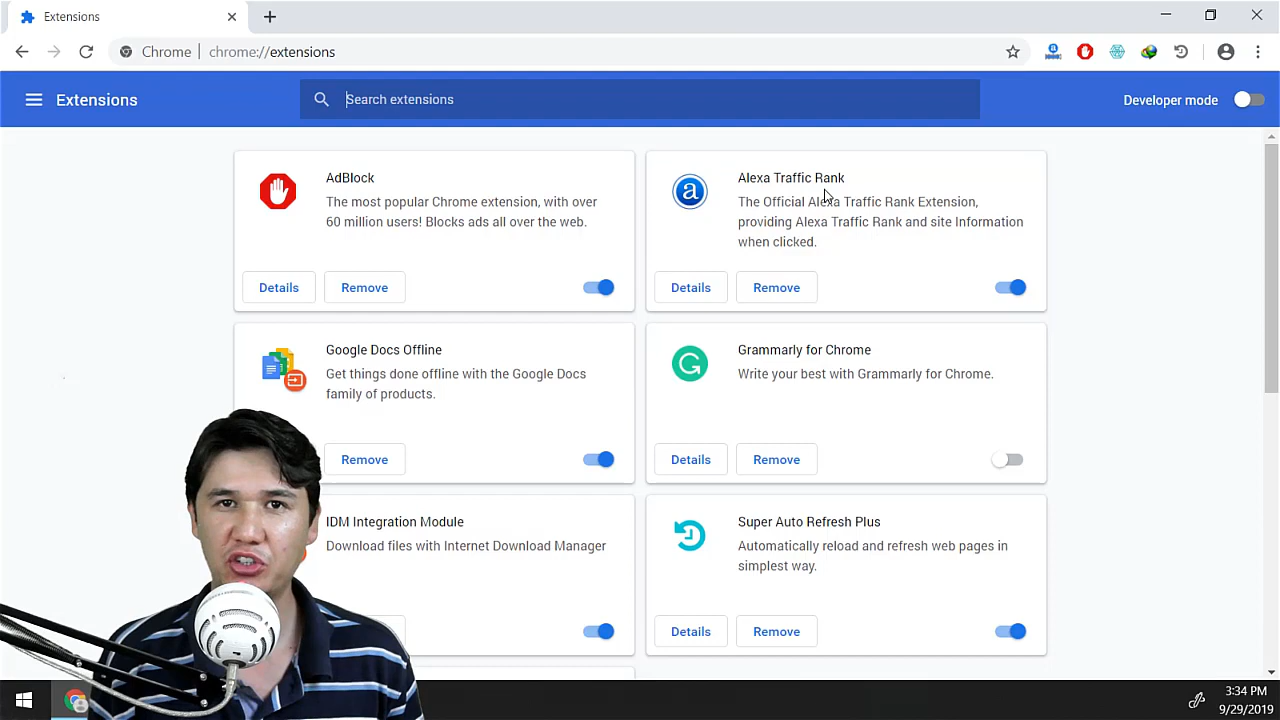 Extensions
Chrome | chrome://extensions
Extensions
Search extensions
Developer mode
AdBlock
The most popular Chrome extension, with over
60 million users! Blocks ads all over the web.
Details
Remove
Alexa Traffic Rank
The Official Alexa Traffic Rank Extension,
providing Alexa Traffic Rank and site Information
when clicked.
Details
Remove
Google Docs Offline
Get things done offline with the Google Docs
family of products.
Remove
Grammarly for Chrome
Write your best with Grammarly for Chrome.
Details
Remove
IDM Integration Module
Download files with Internet Download Manager
Super Auto Refresh Plus
Automatically reload and refresh web pages in
simplest way.
Details
Remove
3:34 PM
9/29/2019